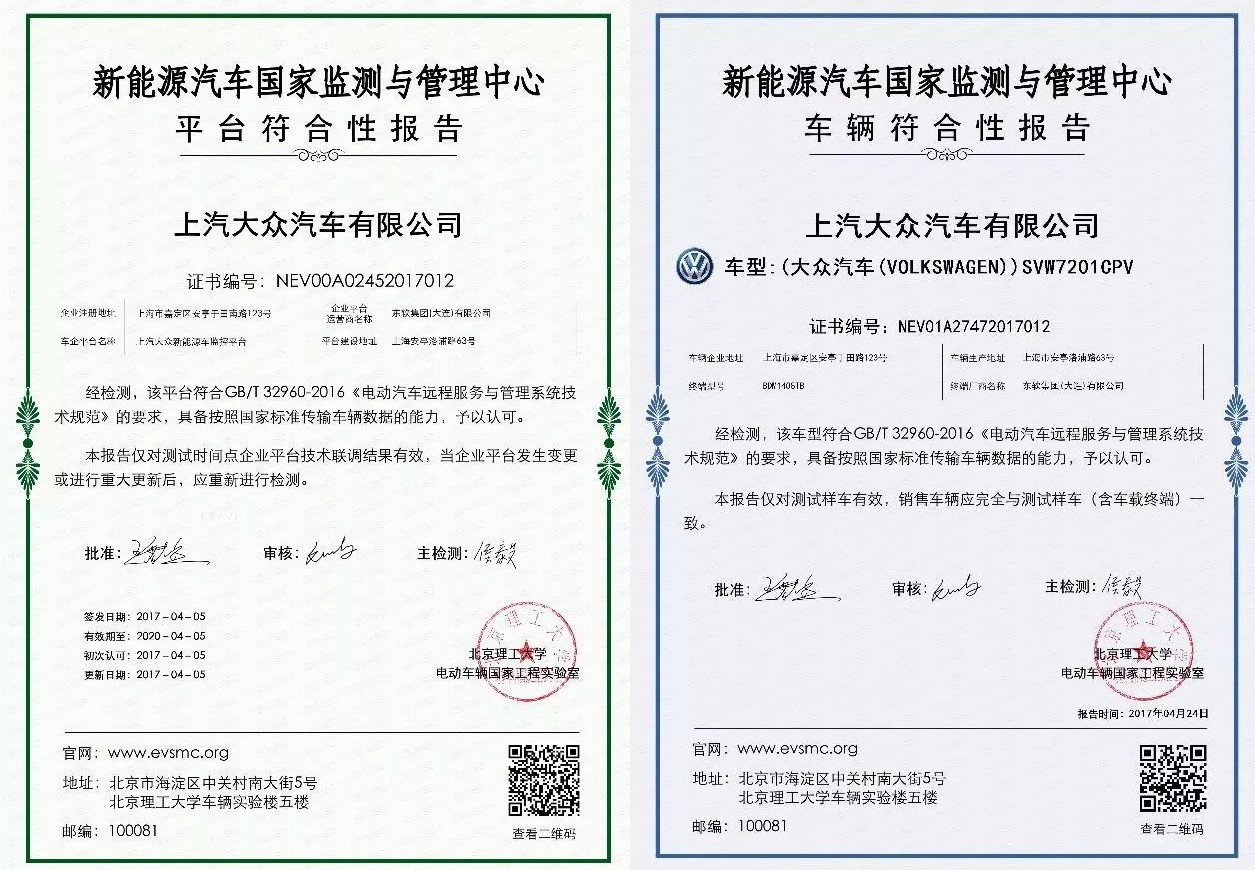 新能源汽车国家监测与管理中心
平台符合性报告
上汽大众汽车有限公司
证书编号：NEV00A02452017012
企业注册地址 上海市嘉定区安亭于田南路123号
企业平台运营商名称 东软集团(大连)有限公司
车企平台名称 上汽大众新能源车监控平台
平台建设地址 上海安亭洛浦路63号
经检测，该平台符合GB/T 32960-2016《电动汽车远程服务与管理系统技
术规范》的要求，具备按照国家标准传输车辆数据的能力，予以认可。
本报告仅对测试时间点企业平台技术联调结果有效，当企业平台发生变更
或进行重大更新后，应重新进行检测。
批准： 审核： 主检测：侯毅
签发日期：2017-04-05
有效期至：2020-04-05
初次认可：2017-04-05
更新日期：2017-04-05
北京理工大学
电动车辆国家工程实验室
官网：www.evsmc.org
地址：北京市海淀区中关村南大街5号
北京理工大学车辆实验楼五楼
邮编：100081
查看二维码
新能源汽车国家监测与管理中心
车辆符合性报告
上汽大众汽车有限公司
车型：(大众汽车(VOLKSWAGEN))SVW7201CPV
证书编号：NEV01A27472017012
车辆企业地址 上海市嘉定区安亭于田路123号
车辆生产地址 上海市安亭洛浦路63号
终端型号 BDM1406TB
终端厂商名称 东软集团(大连)有限公司
经检测，该车型符合GB/T 32960-2016《电动汽车远程服务与管理系统技
术规范》的要求，具备按照国家标准传输车辆数据的能力，予以认可。
本报告仅对测试样车有效，销售车辆应完全与测试样车（含车载终端）一
致。
批准： 审核： 主检测：侯毅
北京理工大学
电动车辆国家工程实验室
报告时间：2017年04月24日
官网：www.evsmc.org
地址：北京市海淀区中关村南大街5号
北京理工大学车辆实验楼五楼
邮编：100081
查看二维码